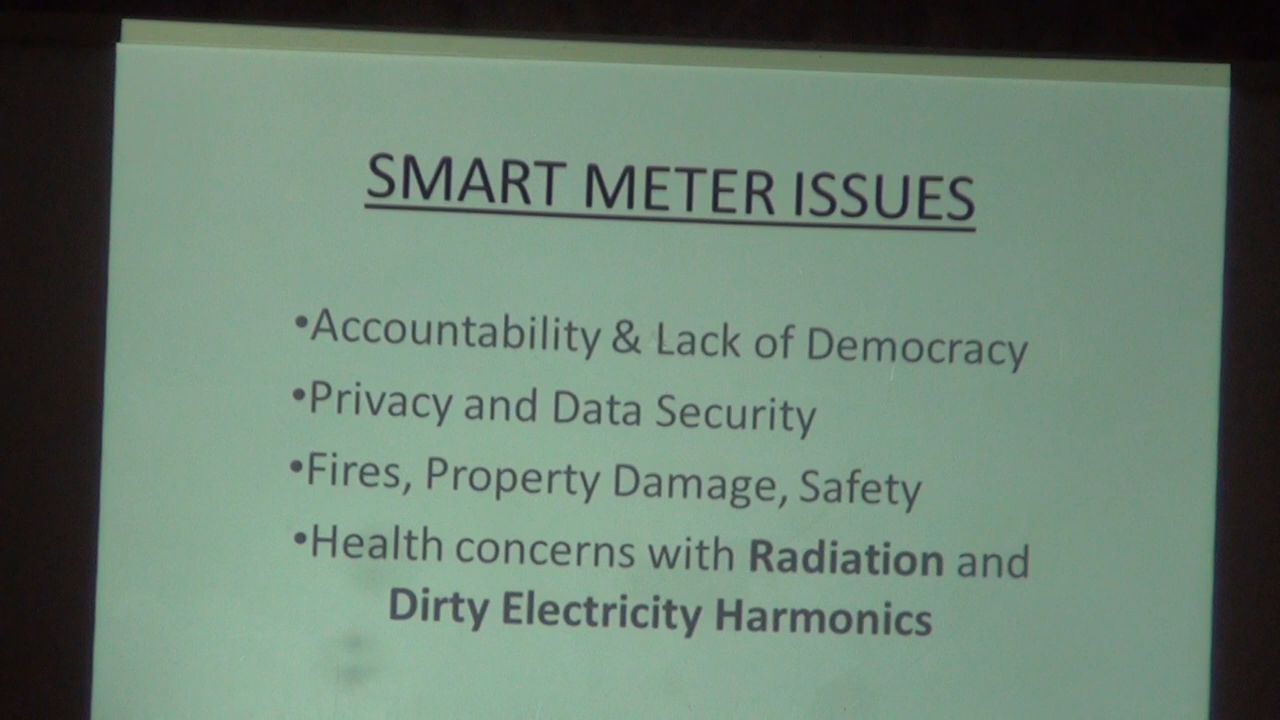 SMART METER ISSUES
•Accountability & Lack of Democracy
•Privacy and Data Security
•Fires, Property Damage, Safety
•Health concerns with Radiation and
Dirty Electricity Harmonics